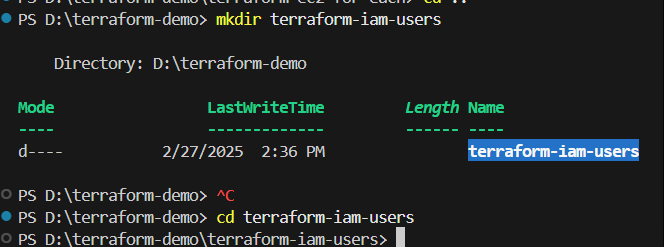 PS D:\terraform-demo> mkdir terraform-iam-users
Directory: D:\terraform-demo
Mode LastWriteTime Length Name
---- ------------- ------ ----
d---- 2/27/2025 2:36 PM terraform-iam-users
PS D:\terraform-demo> ^C
PS D:\terraform-demo> cd terraform-iam-users
PS D:\terraform-demo\terraform-iam-users>